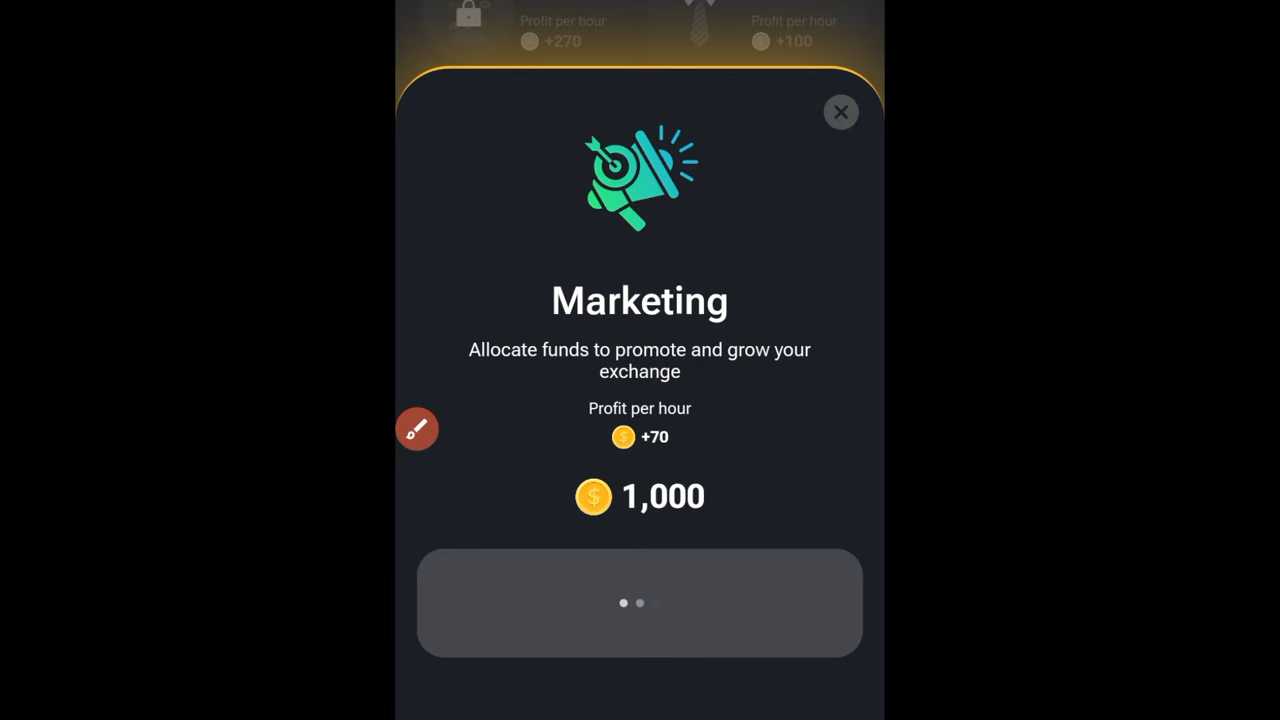 Profit per hour
+270
Profit per hour
+100
Marketing
Allocate funds to promote and grow your
exchange
Profit per hour
+70
1,000